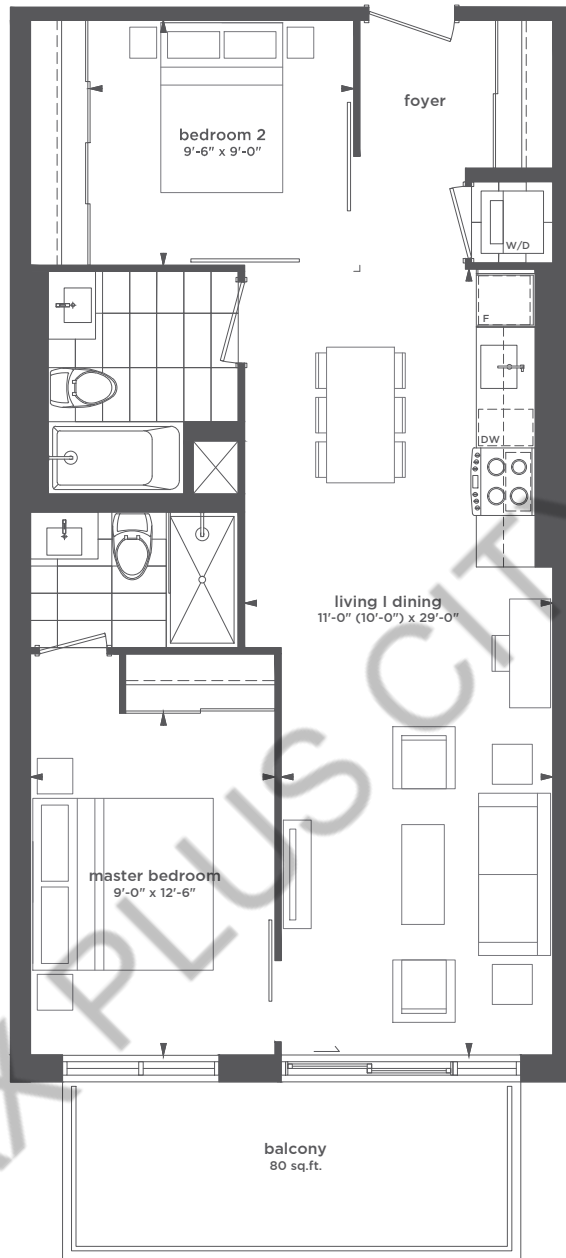 foyer
bedroom 2
9'-6" x 9'-0"
W/D
F
DW
living I dining
11'-0" (10'-0") x 29'-0"
master bedroom
9'-0" x 12'-6"
balcony
80 sq.ft.
X PLUS CITY